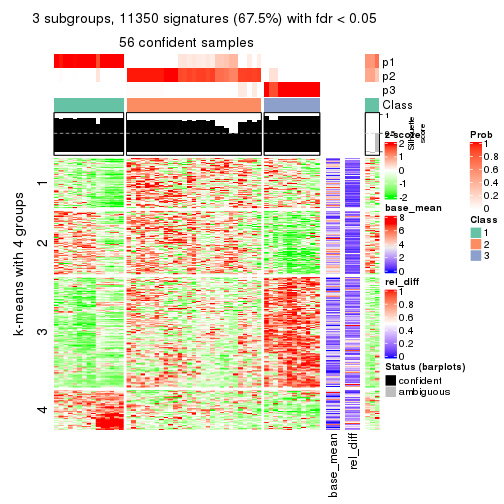 3 subgroups, 11350 signatures (67.5%) with fdr < 0.05
56 confident samples
p1
p2
p3
Class
1
Silhouette
score
z-score
2
1
0
-1
-2
base_mean
8
6
4
2
0
rel_diff
1
0.8
0.6
0.4
0.2
0
Status (barplots)
confident
ambiguous
Prob
1
0.8
0.6
0.4
0.2
0
Class
1
2
3
k-means with 4 groups
1
2
3
4
base_mean
rel_diff